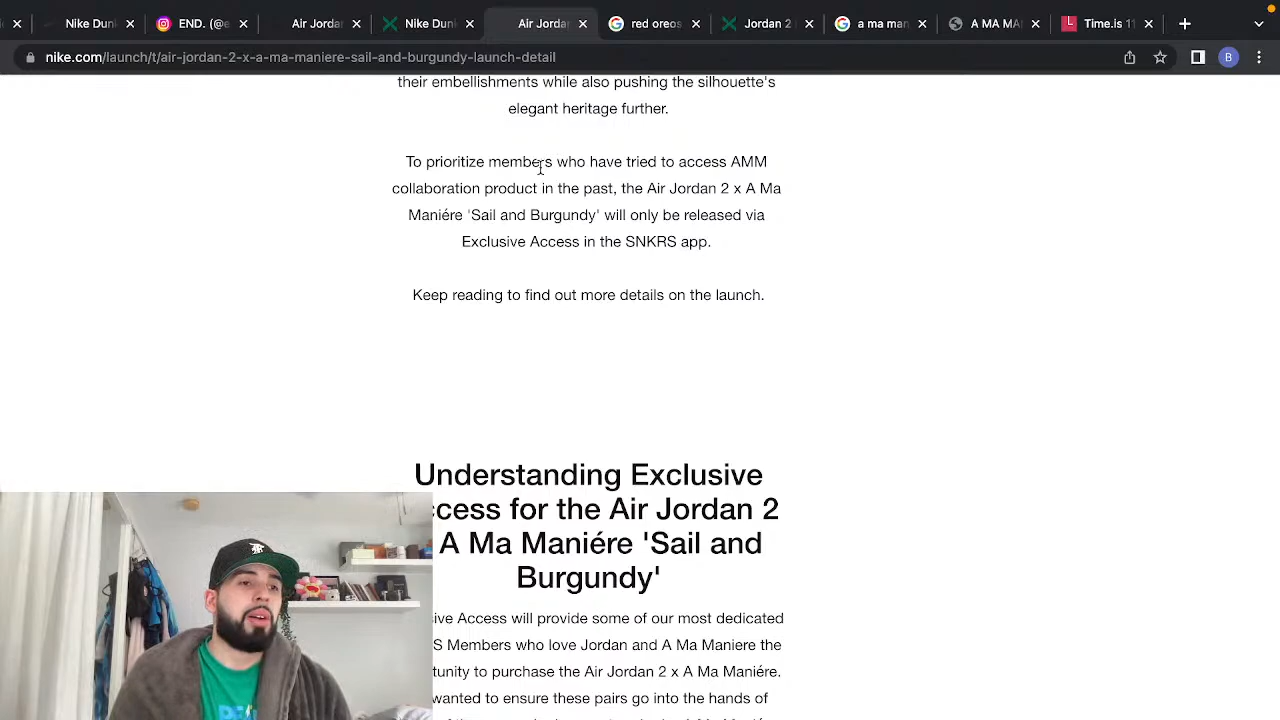 END. (@e
Air Jordar
Nike Dunk
Air Jordar
red oreos
Jordan 2
a ma man
A MA MA
Time.is 11
nike.com/launch/t/air-jordan-2-x-a-ma-maniere-sail-and-burgundy-launch-detail
B
their embellishments while also pushing the silhouette's
elegant heritage further.
To prioritize members who have tried to access AMM
collaboration product in the past, the Air Jordan 2 x A Ma
Maniére 'Sail and Burgundy' will only be released via
Exclusive Access in the SNKRS app.
Keep reading to find out more details on the launch.
Understanding Exclusive
cess for the Air Jordan 2
A Ma Maniére 'Sail and
Burgundy'
ive Access will provide some of our most dedicated
S Members who love Jordan and A Ma Maniere the
tunity to purchase the Air Jordan 2 x A Ma Maniére.
wanted to ensure these pairs go into the hands of